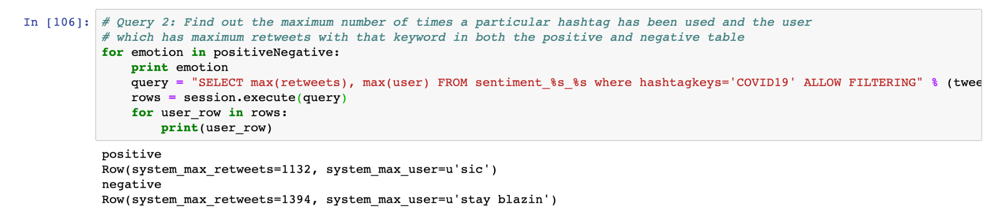 In [106]: # Query 2: Find out the maximum number of times a particular hashtag has been used and the user
# which has maximum retweets with that keyword in both the positive and negative table
for emotion in positiveNegative:
    print emotion
    query = "SELECT max(retweets), max(user) FROM sentiment_%s_%s where hashtagkeys='COVID19' ALLOW FILTERING" % (twee
    rows = session.execute(query)
    for user_row in rows:
        print(user_row)
positive
Row(system_max_retweets=1132, system_max_user=u'sic')
negative
Row(system_max_retweets=1394, system_max_user=u'stay blazin')